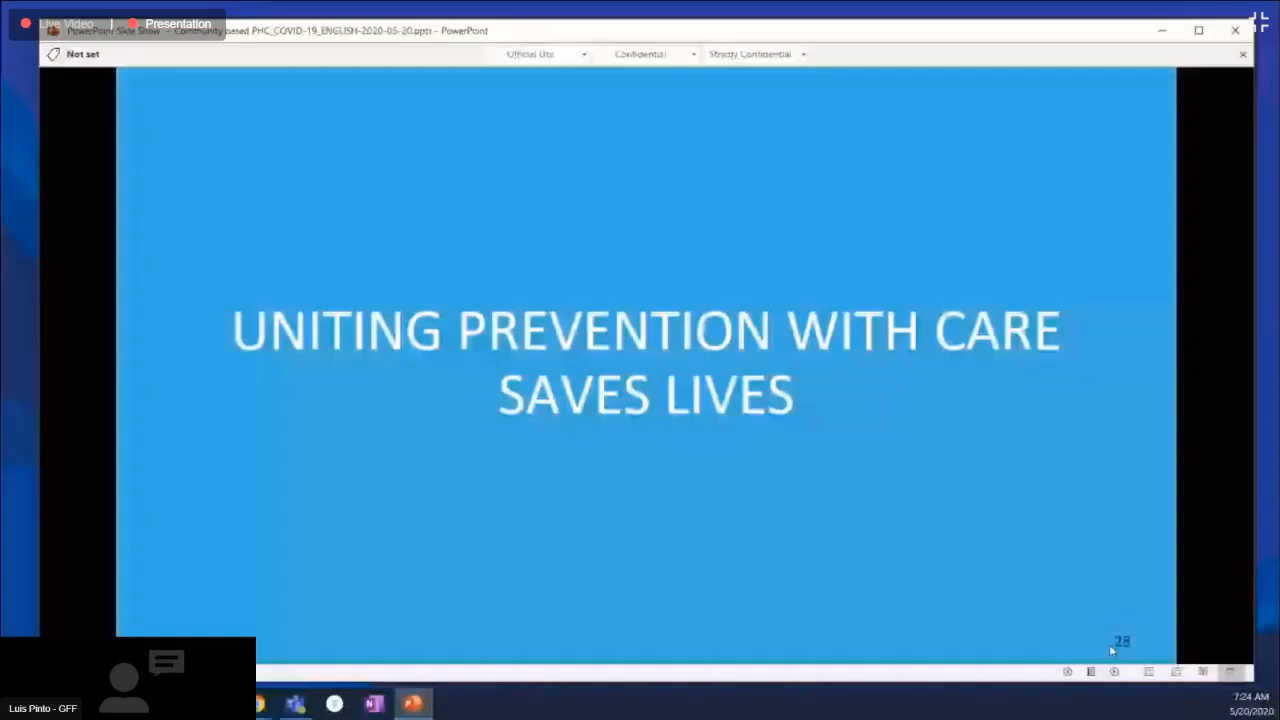 Live Video | Presentation
PowerPoint Slide Show - Community based PHC_COVID-19_ENGLISH-2020-05-20.pptx - PowerPoint
Not set
Official Use
Confidential
Strictly Confidential
UNITING PREVENTION WITH CARE
SAVES LIVES
28
Luis Pinto - GFF
7:24 AM
5/20/2020